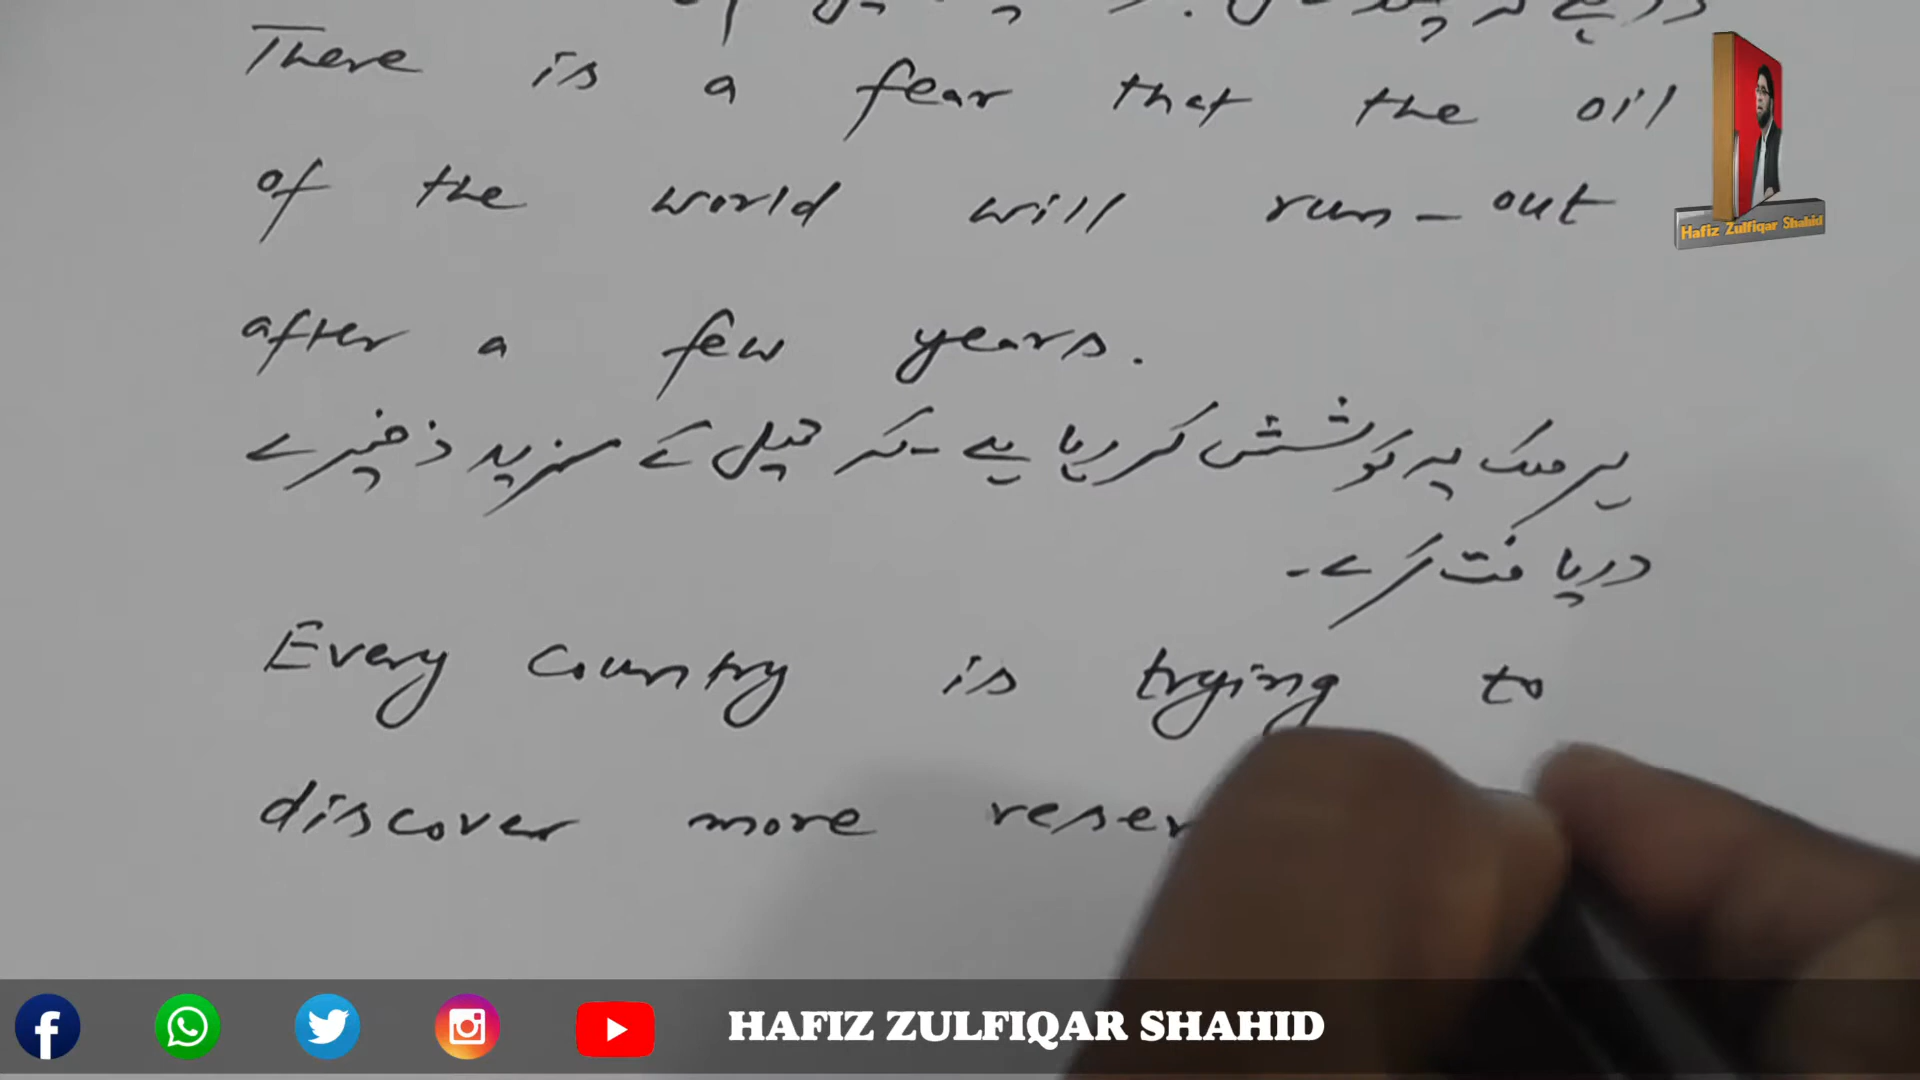 There is a fear that the oil
of the world will run-out
after a few years.
ہر ملک یہ کوشش کر رہا ہے - کہ تیل کے مزید ذخیرے
دریافت کرے -
Every country is trying to
discover more reser
Hafiz Zulfiqar Shahid
HAFIZ ZULFIQAR SHAHID